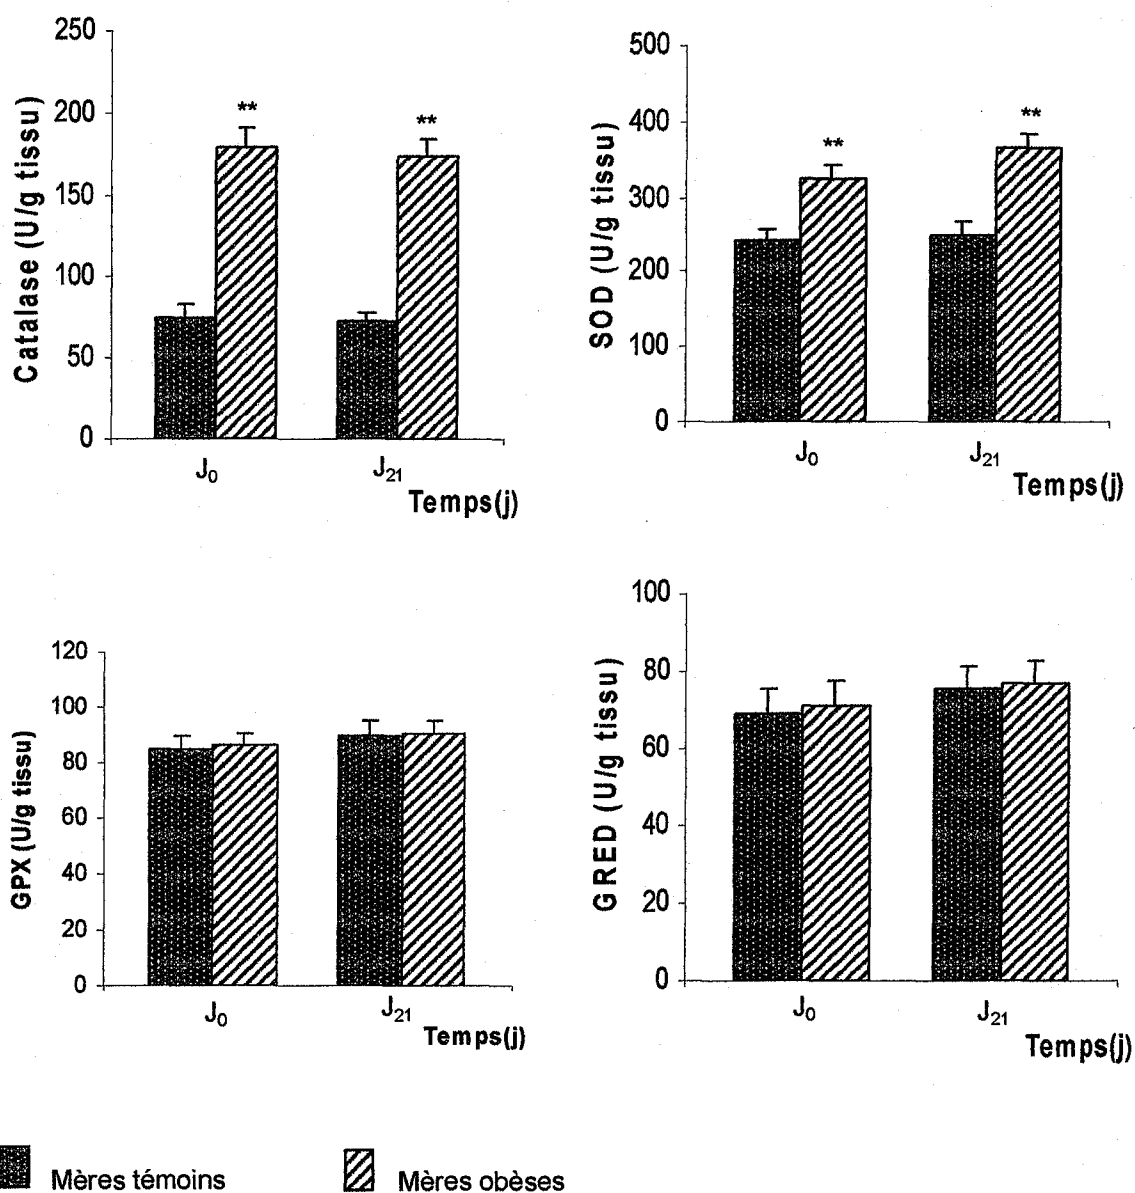 Catalase (U/g tissu)
250
200
150
100
50
0
**
**
J0
J21
Temps(j)
SOD (U/g tissu)
500
400
300
200
100
0
**
**
J0
J21
Temps(j)
GPX (U/g tissu)
120
100
80
60
40
20
0
J0
J21
Temps(j)
GRED (U/g tissu)
100
80
60
40
20
0
J0
J21
Temps(j)
Mères témoins
Mères obèses